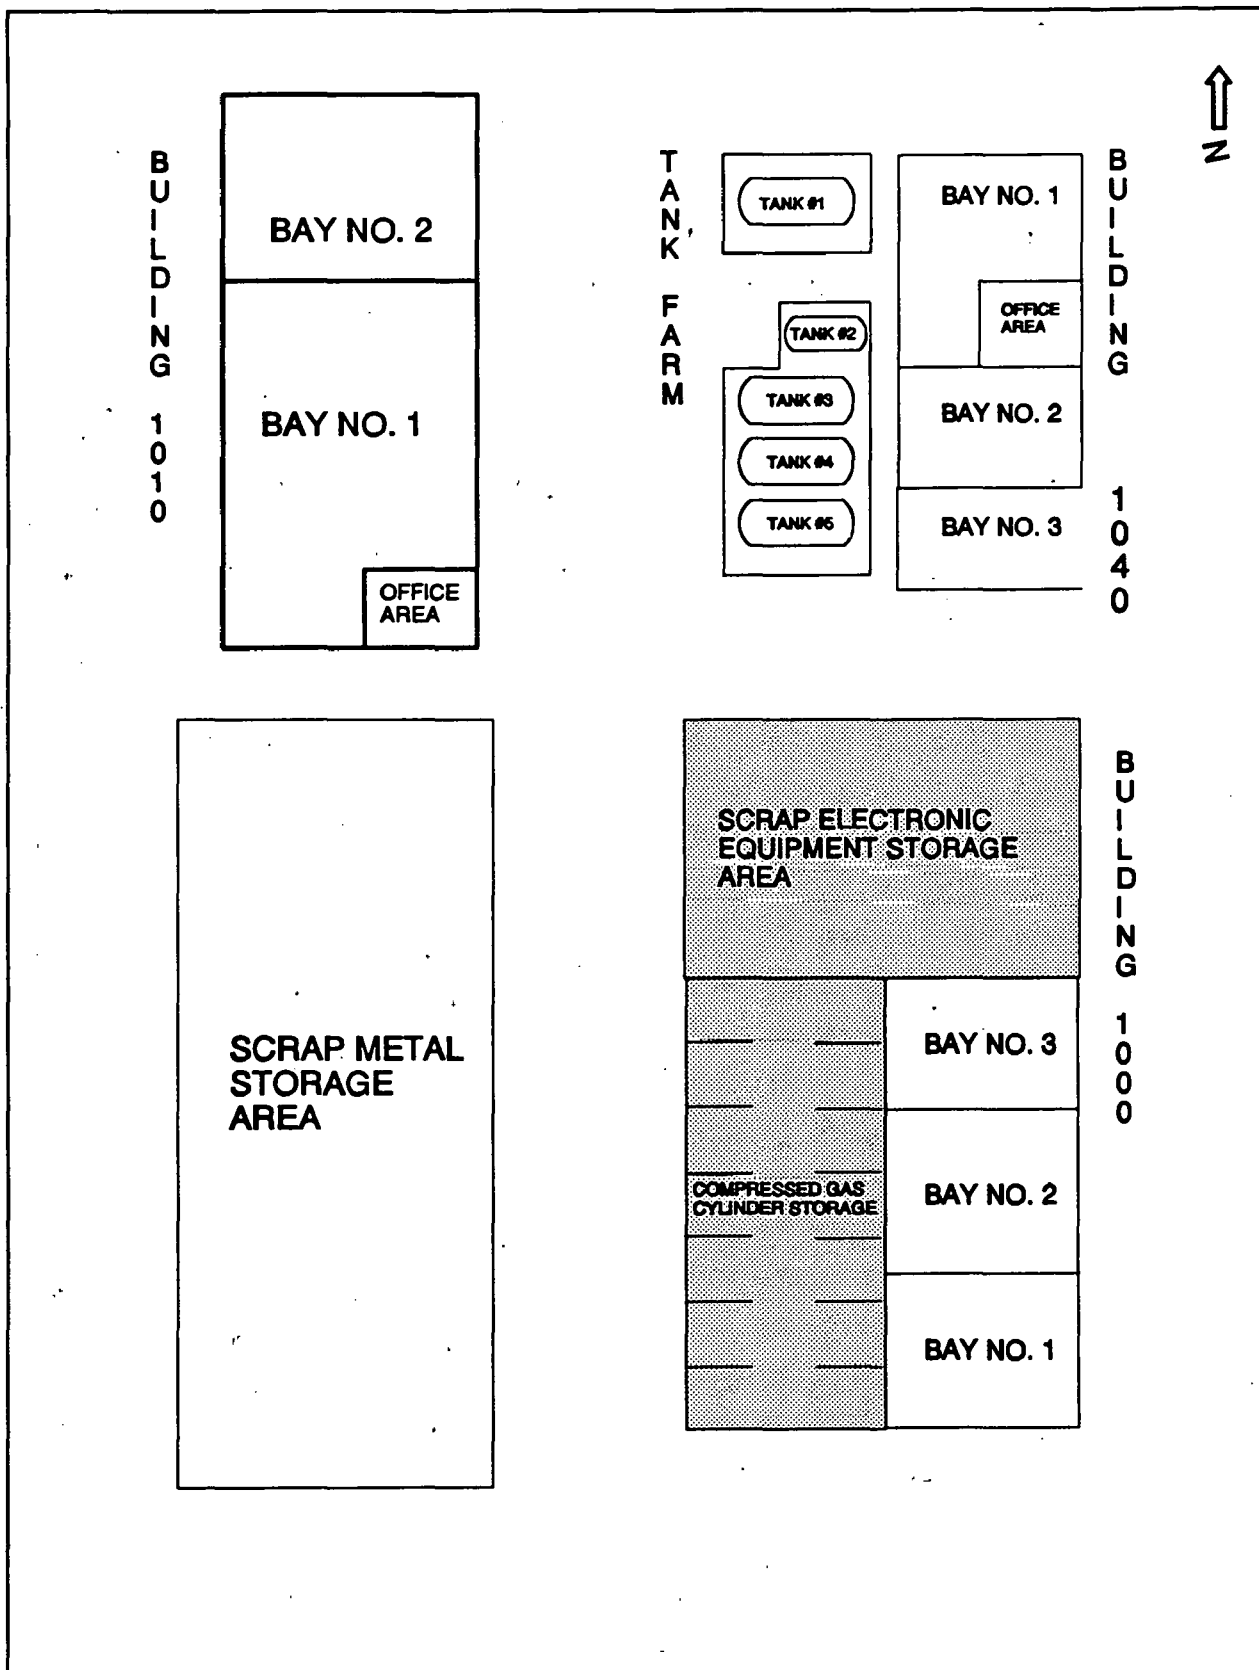 N
BUILDING 1010
BAY NO. 2
BAY NO. 1
OFFICE
AREA
TANK FARM
TANK #1
TANK #2
TANK #3
TANK #4
TANK #5
BUILDING 1040
BAY NO. 1
OFFICE
AREA
BAY NO. 2
BAY NO. 3
SCRAP METAL
STORAGE
AREA
SCRAP ELECTRONIC
EQUIPMENT STORAGE
AREA
BUILDING 1000
BAY NO. 3
COMPRESSED GAS
CYLINDER STORAGE
BAY NO. 2
BAY NO. 1